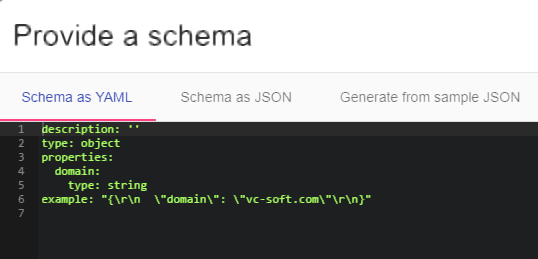 Provide a schema
Schema as YAML Schema as JSON Generate from sample JSON
1 description: ''
2 type: object
3 properties:
4   domain:
5     type: string
6 example: "{\r\n  \"domain\": \"vc-soft.com\"\r\n}"
7